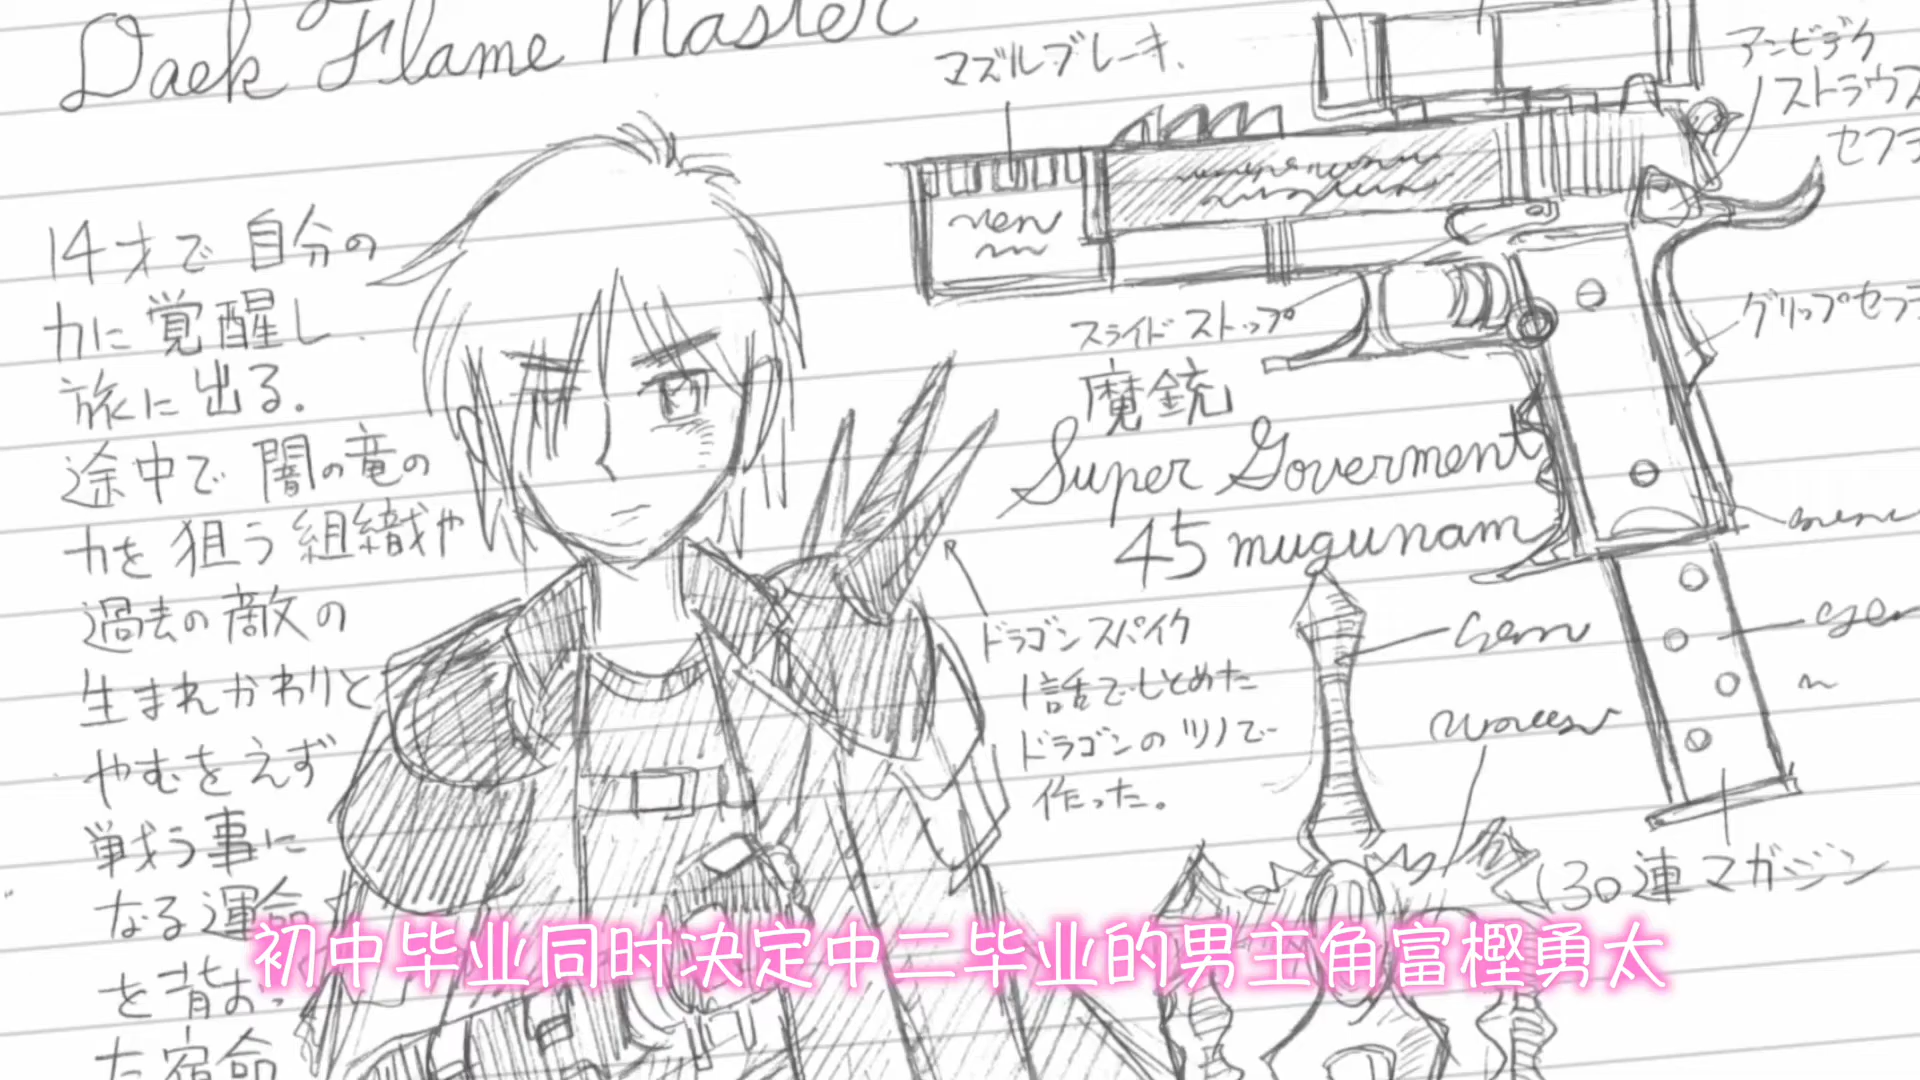 Daek Flame Master
マズルブレーキ
アンビデク
ストラウス
セフテ
14才で自分の
力に覚醒し
旅に出る.
途中で闇の竜の
力を狙う組織や
過去の敵の
生まれかわりと
やむをえず
戦う事に
なる運命
を背お
た宿命
スライドストップ
グリップセフテ
魔銃
Super Goverment
45 mugunam
ドラゴンスパイク
1話でしとめた
ドラゴンのツノで
作った。
30連マガジン
初中毕业同时决定中二毕业的男主角富樫勇太